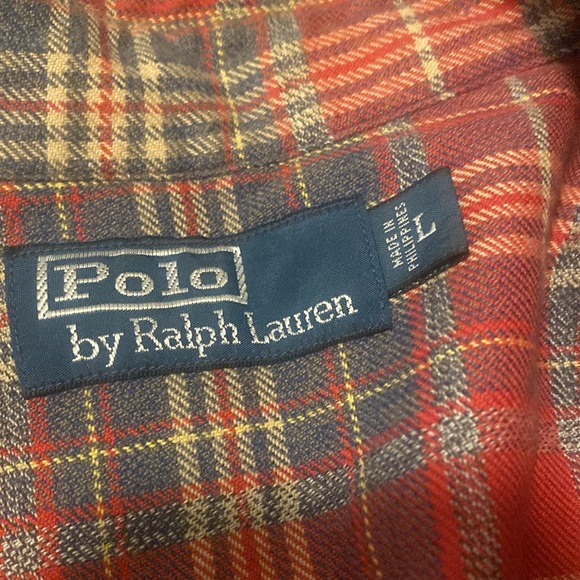 Polo
by Ralph Lauren
MADE IN
PHILIPPINES
L